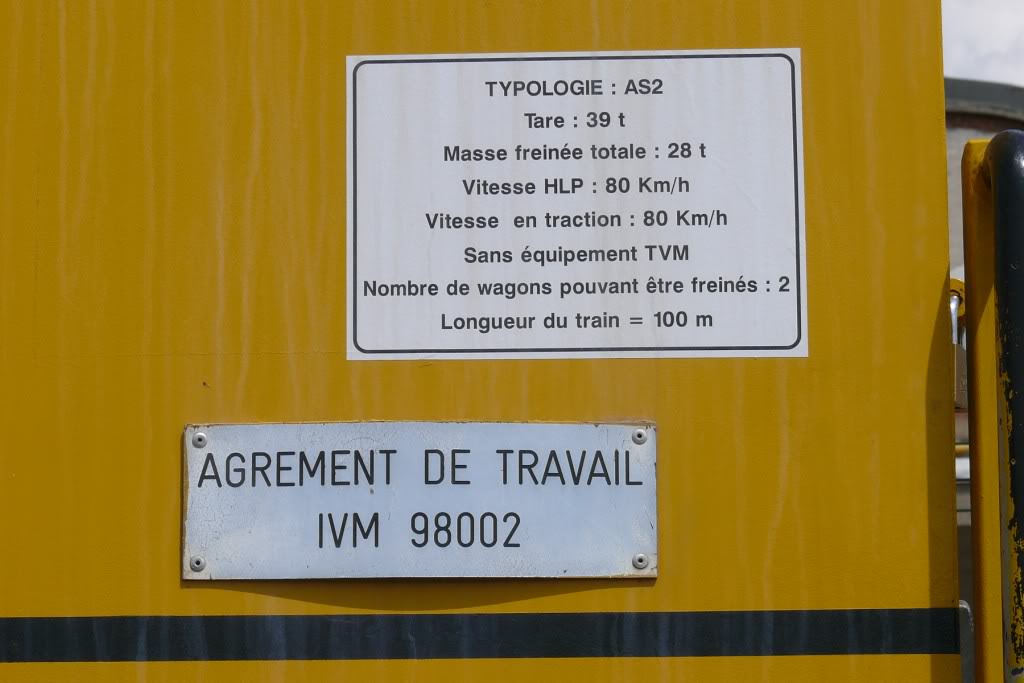 TYPOLOGIE : AS2
Tare : 39 t
Masse freinée totale : 28 t
Vitesse HLP : 80 Km/h
Vitesse en traction : 80 Km/h
Sans équipement TVM
Nombre de wagons pouvant être freinés : 2
Longueur du train = 100 m
AGREMENT DE TRAVAIL
IVM 98002